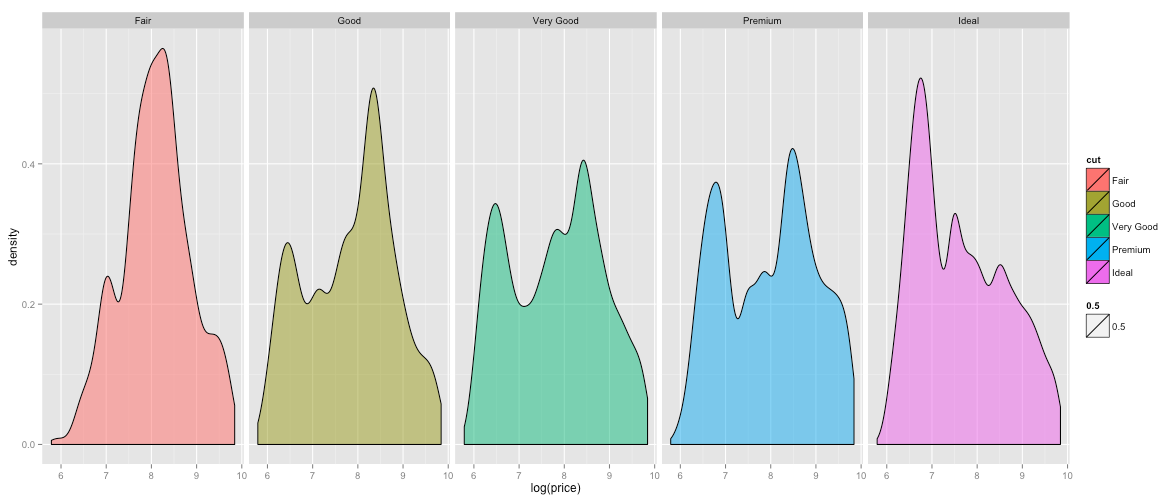 Fair Good Very Good Premium Ideal
density
0.4
0.2
0.0
6 7 8 9 10 6 7 8 9 10 6 7 8 9 10 6 7 8 9 10 6 7 8 9 10
log(price)
cut
Fair
Good
Very Good
Premium
Ideal
0.5
0.5